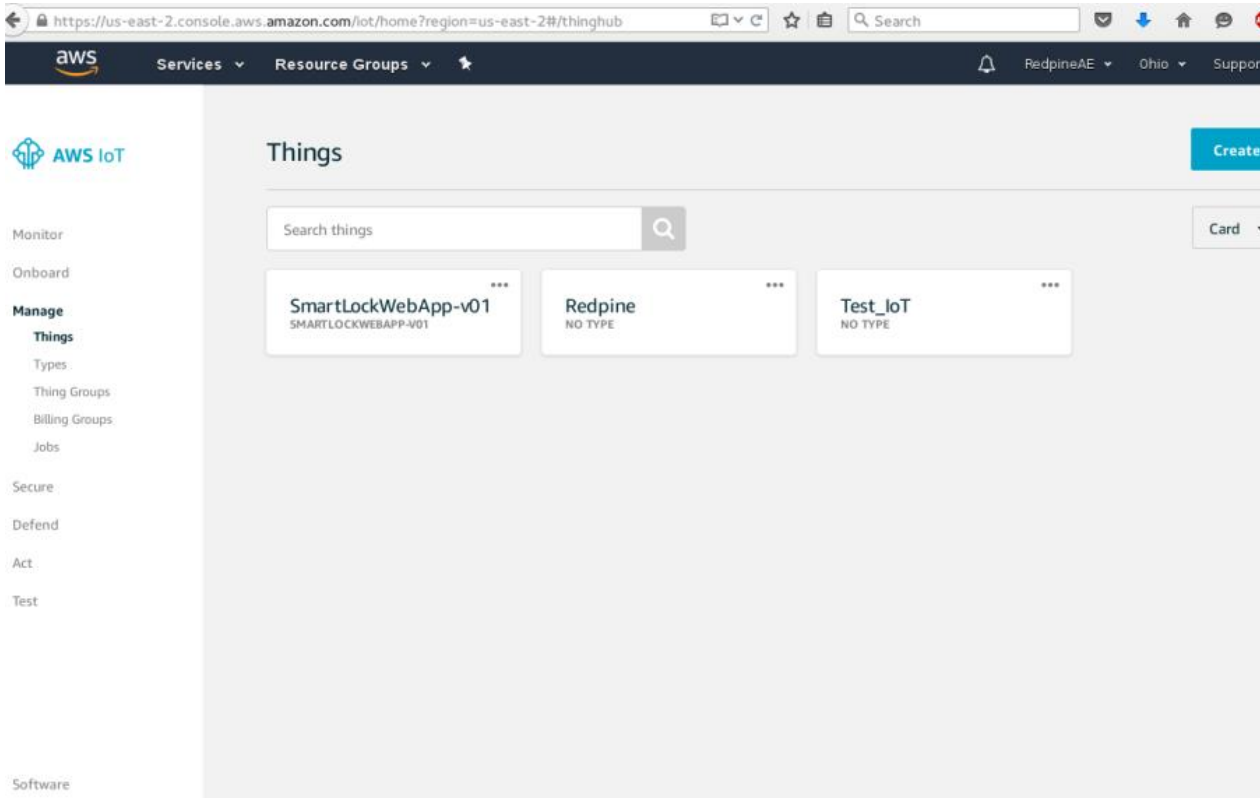 https://us-east-2.console.aws.amazon.com/iot/home?region=us-east-2#/thinghub Search
aws Services Resource Groups RedpineAE Ohio Suppor
AWS IoT
Things
Create
Monitor
Search things
Card
Onboard
Manage
SmartLockWebApp-v01
SMARTLOCKWEBAPP-V01
Redpine
NO TYPE
Test_IoT
NO TYPE
Things
Types
Thing Groups
Billing Groups
Jobs
Secure
Defend
Act
Test
Software